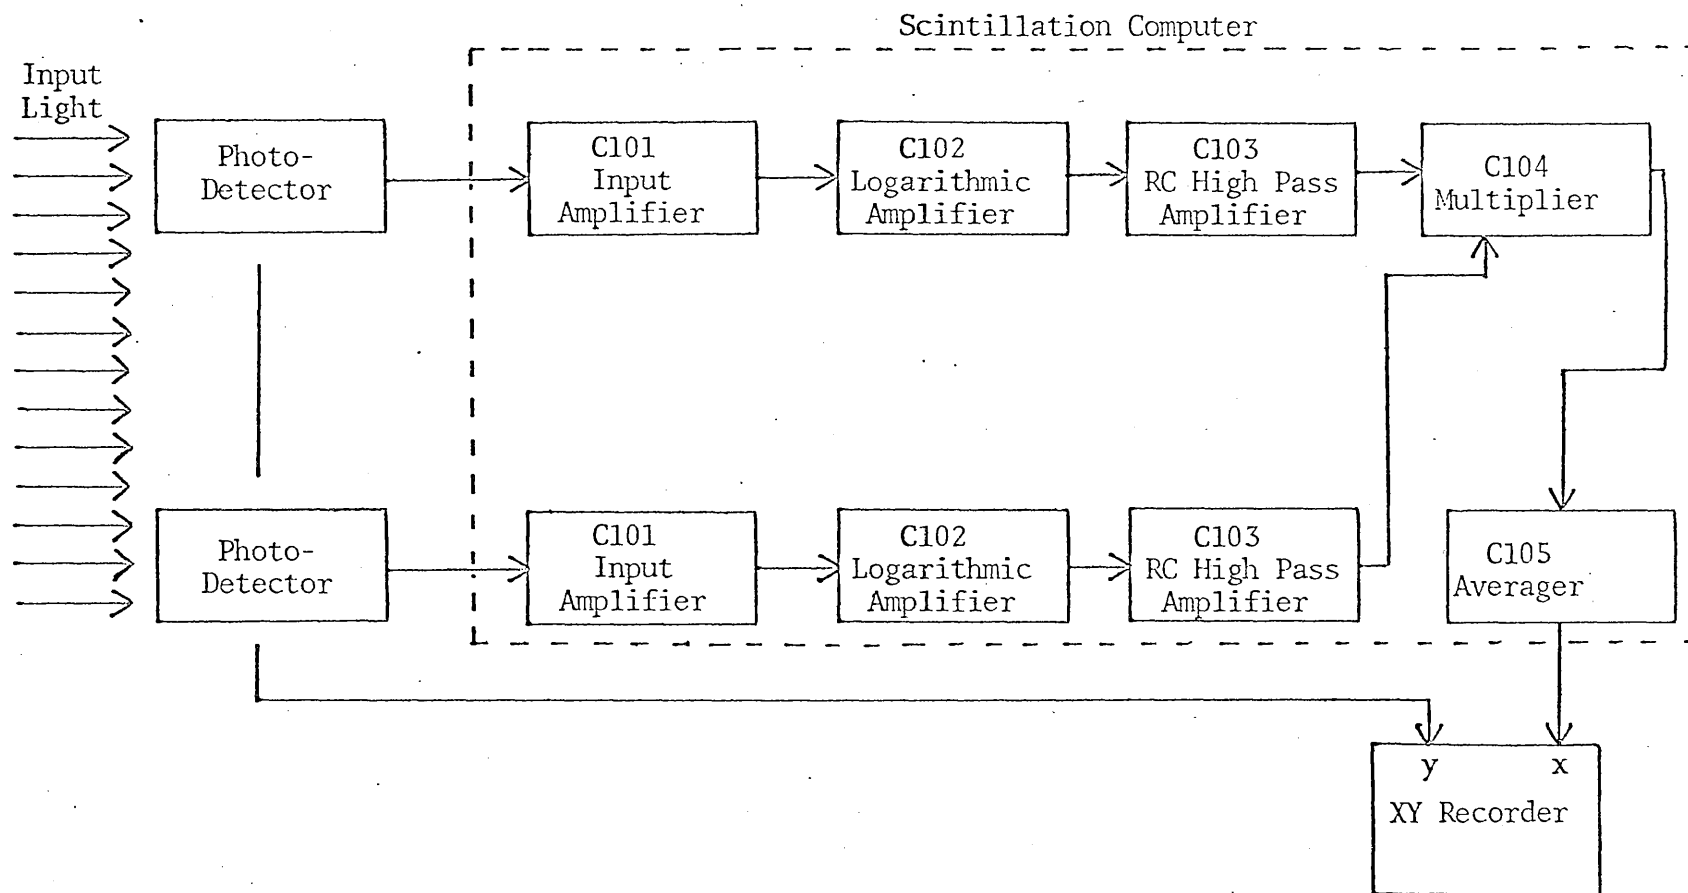 Scintillation Computer
Input
Light
Photo-
Detector
C101
Input
Amplifier
C102
Logarithmic
Amplifier
C103
RC High Pass
Amplifier
C104
Multiplier
Photo-
Detector
C101
Input
Amplifier
C102
Logarithmic
Amplifier
C103
RC High Pass
Amplifier
C105
Averager
y x
XY Recorder